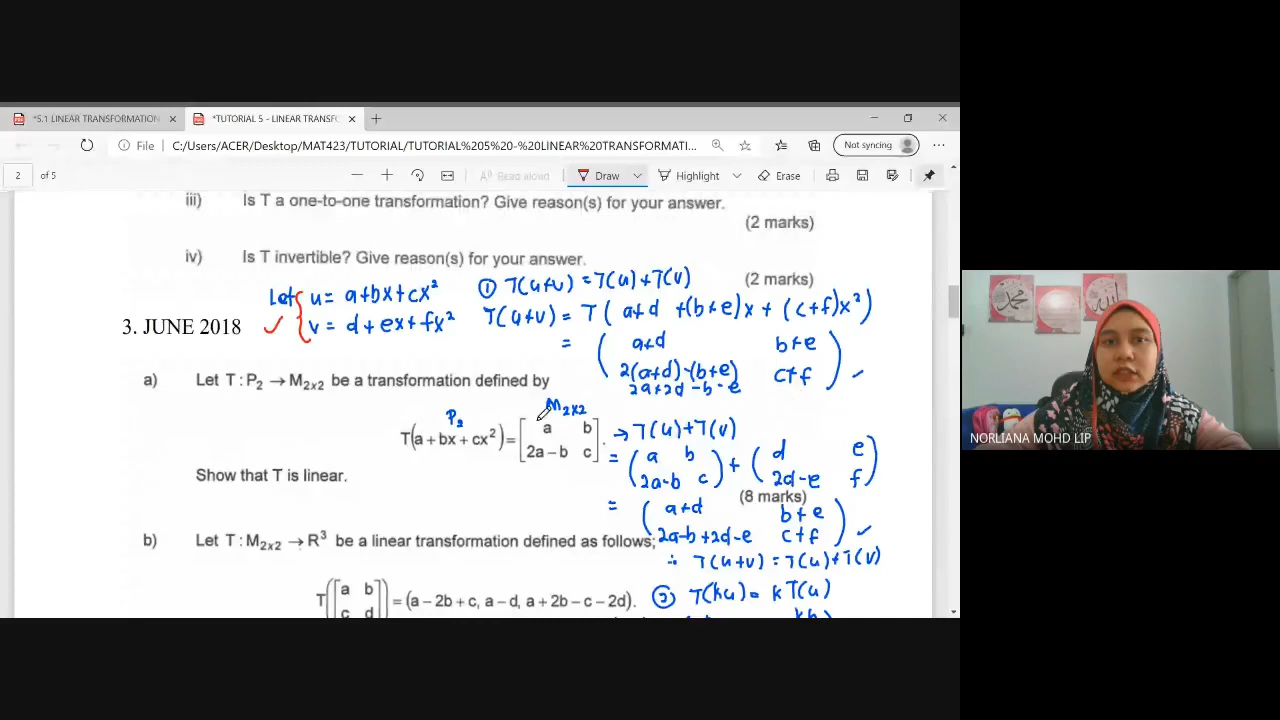 *5.1 LINEAR TRANSFORMATION
*TUTORIAL 5 - LINEAR TRANSFO
File
C:/Users/ACER/Desktop/MAT423/TUTORIAL/TUTORIAL%205%20-%20LINEAR%20TRANSFORMATI...
Not syncing
2 of 5
Read aloud
Draw
Highlight
Erase
iii) Is T a one-to-one transformation? Give reason(s) for your answer.
(2 marks)
iv) Is T invertible? Give reason(s) for your answer.
(2 marks)
Let u = a+bx+cx²
v = d+ex+fx²
① T(u+v) = T(u)+T(v)
T(u+v) = T( a+d +(b+e)x + (c+f)x²)
= ( a+d b+e
2(a+d)-(b+e) c+f )
2a+2d-b-e
3. JUNE 2018
a) Let T : P₂ → M₂ₓ₂ be a transformation defined by
P₂ M₂ₓ₂
T(a + bx + cx²) = [ a b
2a – b c ].
→ T(u)+T(v)
= ( a b
2a-b c ) + ( d e
2d-e f )
Show that T is linear.
(8 marks)
= ( a+d b+e
2a-b+2d-e c+f )
∴ T(u+v) = T(u)+T(v)
b) Let T : M₂ₓ₂ → R³ be a linear transformation defined as follows;
T([ a b
c d ]) = (a – 2b + c, a – d, a + 2b – c – 2d).
② T(ku) = kT(u)
NORLIANA MOHD LIP